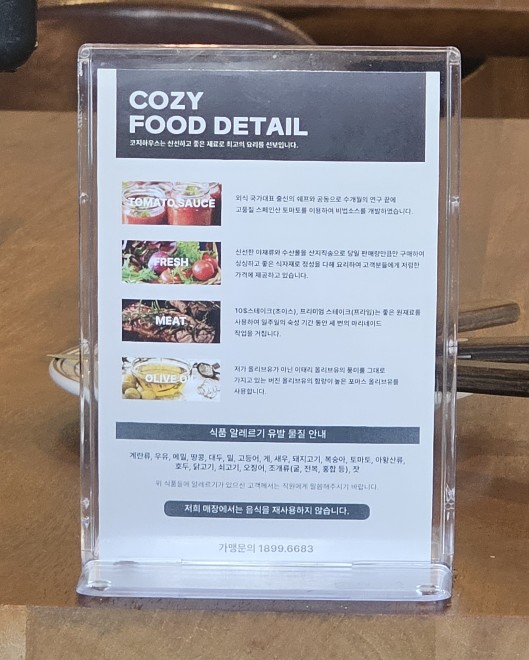 COZY
FOOD DETAIL
코지하우스는 신선하고 좋은 재료로 최고의 요리를 선보입니다.
TOMATO SAUCE
외식 국가대표 출신의 쉐프와 공동으로 수개월의 연구 끝에
고품질 스페인산 토마토를 이용하여 비법소스를 개발하였습니다.
FRESH
신선한 야채류와 수산물을 산지직송으로 당일 판매량만큼만 구매하여
싱싱하고 좋은 식자재로 정성을 다해 요리하며 고객분들에게 저렴한
가격에 제공하고 있습니다.
MEAT
10S스테이크(초이스), 프리미엄 스테이크(프라임)는 좋은 원재료를
사용하여 일주일의 숙성 기간 동안 세 번의 마리네이드
작업을 거칩니다.
OLIVE OIL
저가 올리브유가 아닌 이태리 올리브유의 풍미를 그대로
가지고 있는 버진 올리브유의 함량이 높은 포마스 올리브유를
사용합니다.
식품 알레르기 유발 물질 안내
계란류, 우유, 메밀, 땅콩, 대두, 밀, 고등어, 게, 새우, 돼지고기, 복숭아, 토마토, 아황산류,
호두, 닭고기, 쇠고기, 오징어, 조개류(굴, 전복, 홍합 등), 잣
위 식품들에 알레르기가 있으신 고객께서는 직원에게 말씀해주시기 바랍니다.
저희 매장에서는 음식을 재사용하지 않습니다.
가맹문의 1899.6683